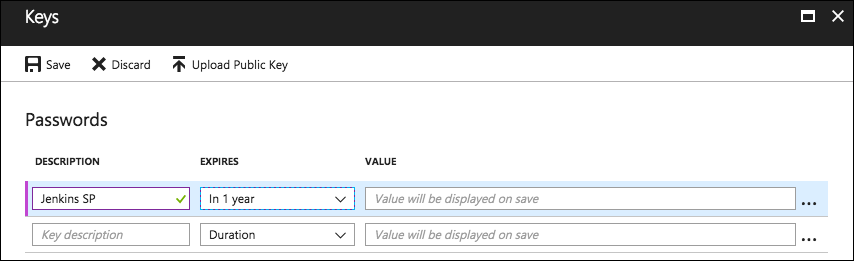 Keys
Save Discard Upload Public Key
Passwords
DESCRIPTION EXPIRES VALUE
Jenkins SP In 1 year Value will be displayed on save ...
Key description Duration Value will be displayed on save ...